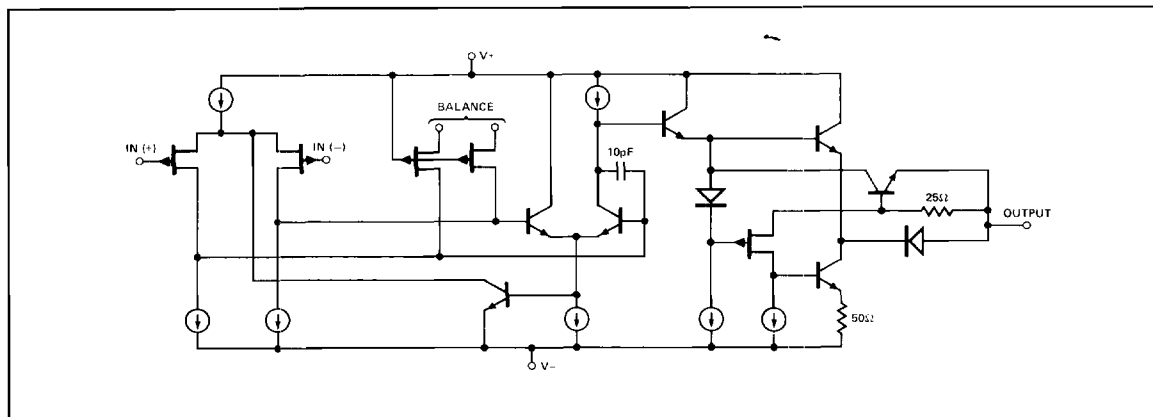 V+
BALANCE
IN (+)
IN (−)
10pF
25Ω
OUTPUT
50Ω
V−